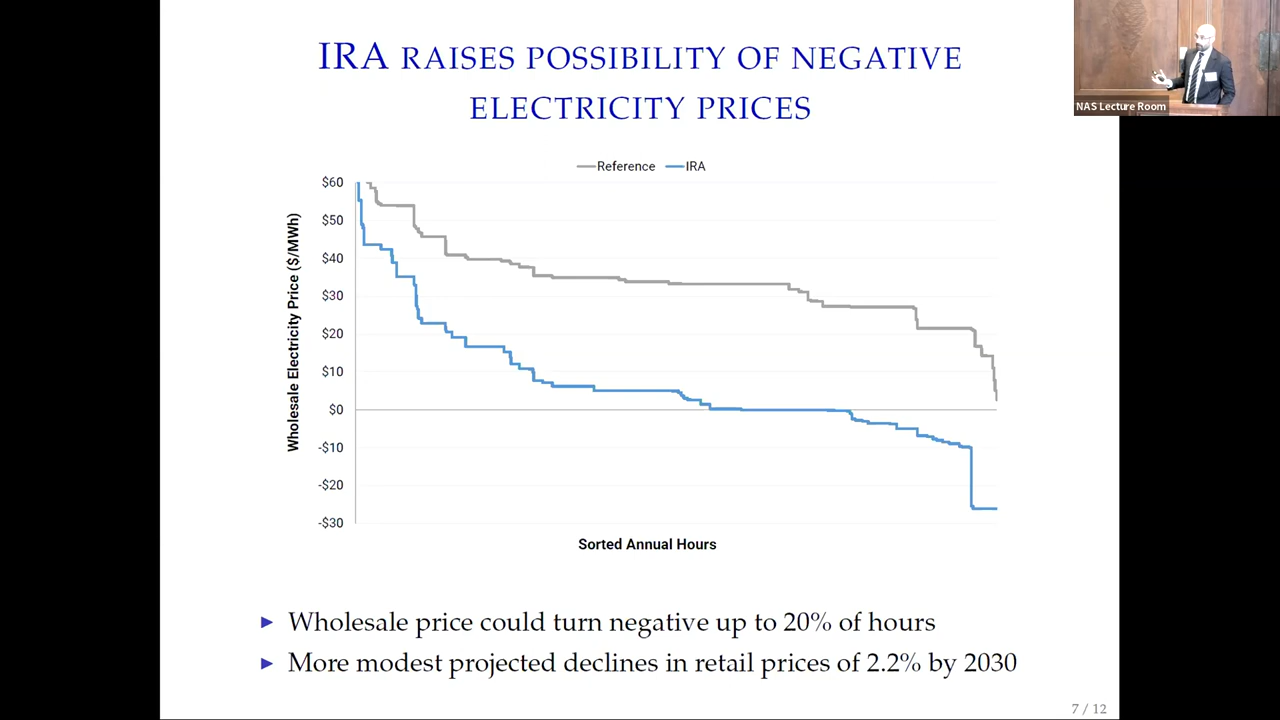 IRA RAISES POSSIBILITY OF NEGATIVE
ELECTRICITY PRICES
NAS Lecture Room
Reference IRA
Wholesale Electricity Price ($/MWh)
$60
$50
$40
$30
$20
$10
$0
-$10
-$20
-$30
Sorted Annual Hours
▶ Wholesale price could turn negative up to 20% of hours
▶ More modest projected declines in retail prices of 2.2% by 2030
7 / 12